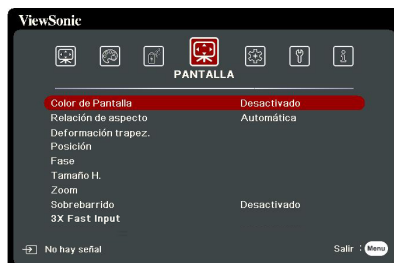 ViewSonic
PANTALLA
Color de Pantalla Desactivado
Relación de aspecto Automática
Deformación trapez.
Posición
Fase
Tamaño H.
Zoom
Sobrebarrido Desactivado
3X Fast Input
No hay señal Salir : Menu